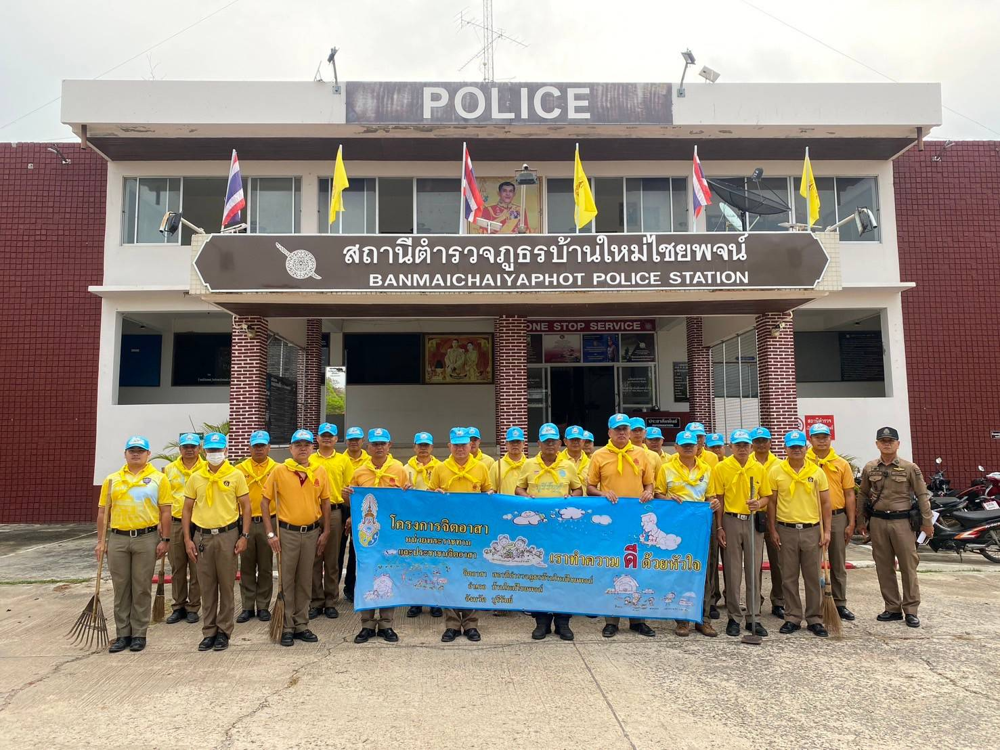 POLICE
สถานีตำรวจภูธรบ้านใหม่ไชยพจน์
BANMAICHAIYAPHOT POLICE STATION
ONE STOP SERVICE
ประชาสัมพันธ์
INFORMATION
สถานีตำรวจ
โครงการจิตอาสา
หน่วยพระราชทาน
และประชาชนจิตอาสา
เราทำความ ดี ด้วยหัวใจ
จิตอาสา สถานีตำรวจภูธรบ้านใหม่ไชยพจน์
อำเภอ บ้านใหม่ไชยพจน์
จังหวัด บุรีรัมย์